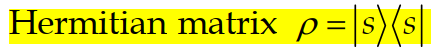 Hermitian matrix ρ = |s⟩⟨s|